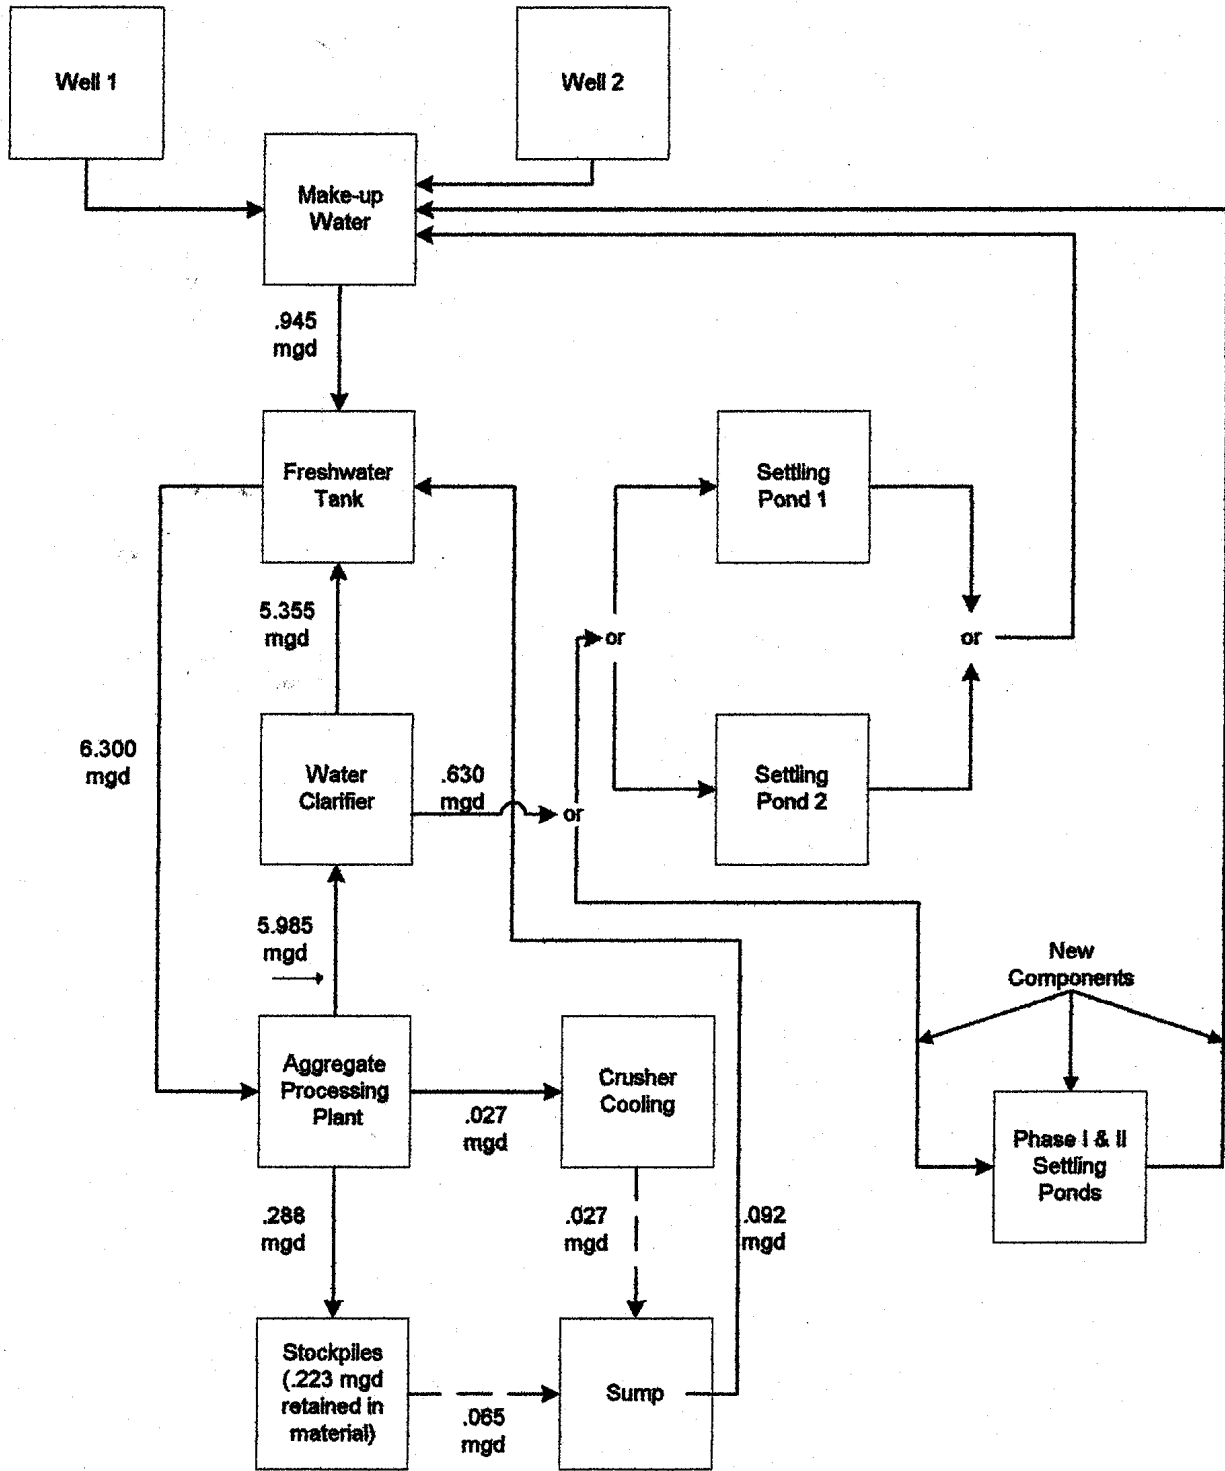 Well 1
Well 2
Make-up
Water
.945
mgd
Freshwater
Tank
Settling
Pond 1
5.355
mgd
or
or
6.300
mgd
Water
Clarifier
.630
mgd
or
Settling
Pond 2
5.985
mgd
New
Components
Aggregate
Processing
Plant
.027
mgd
Crusher
Cooling
Phase I & II
Settling
Ponds
.288
mgd
.027
mgd
.092
mgd
Stockpiles
(.223 mgd
retained in
material)
.065
mgd
Sump